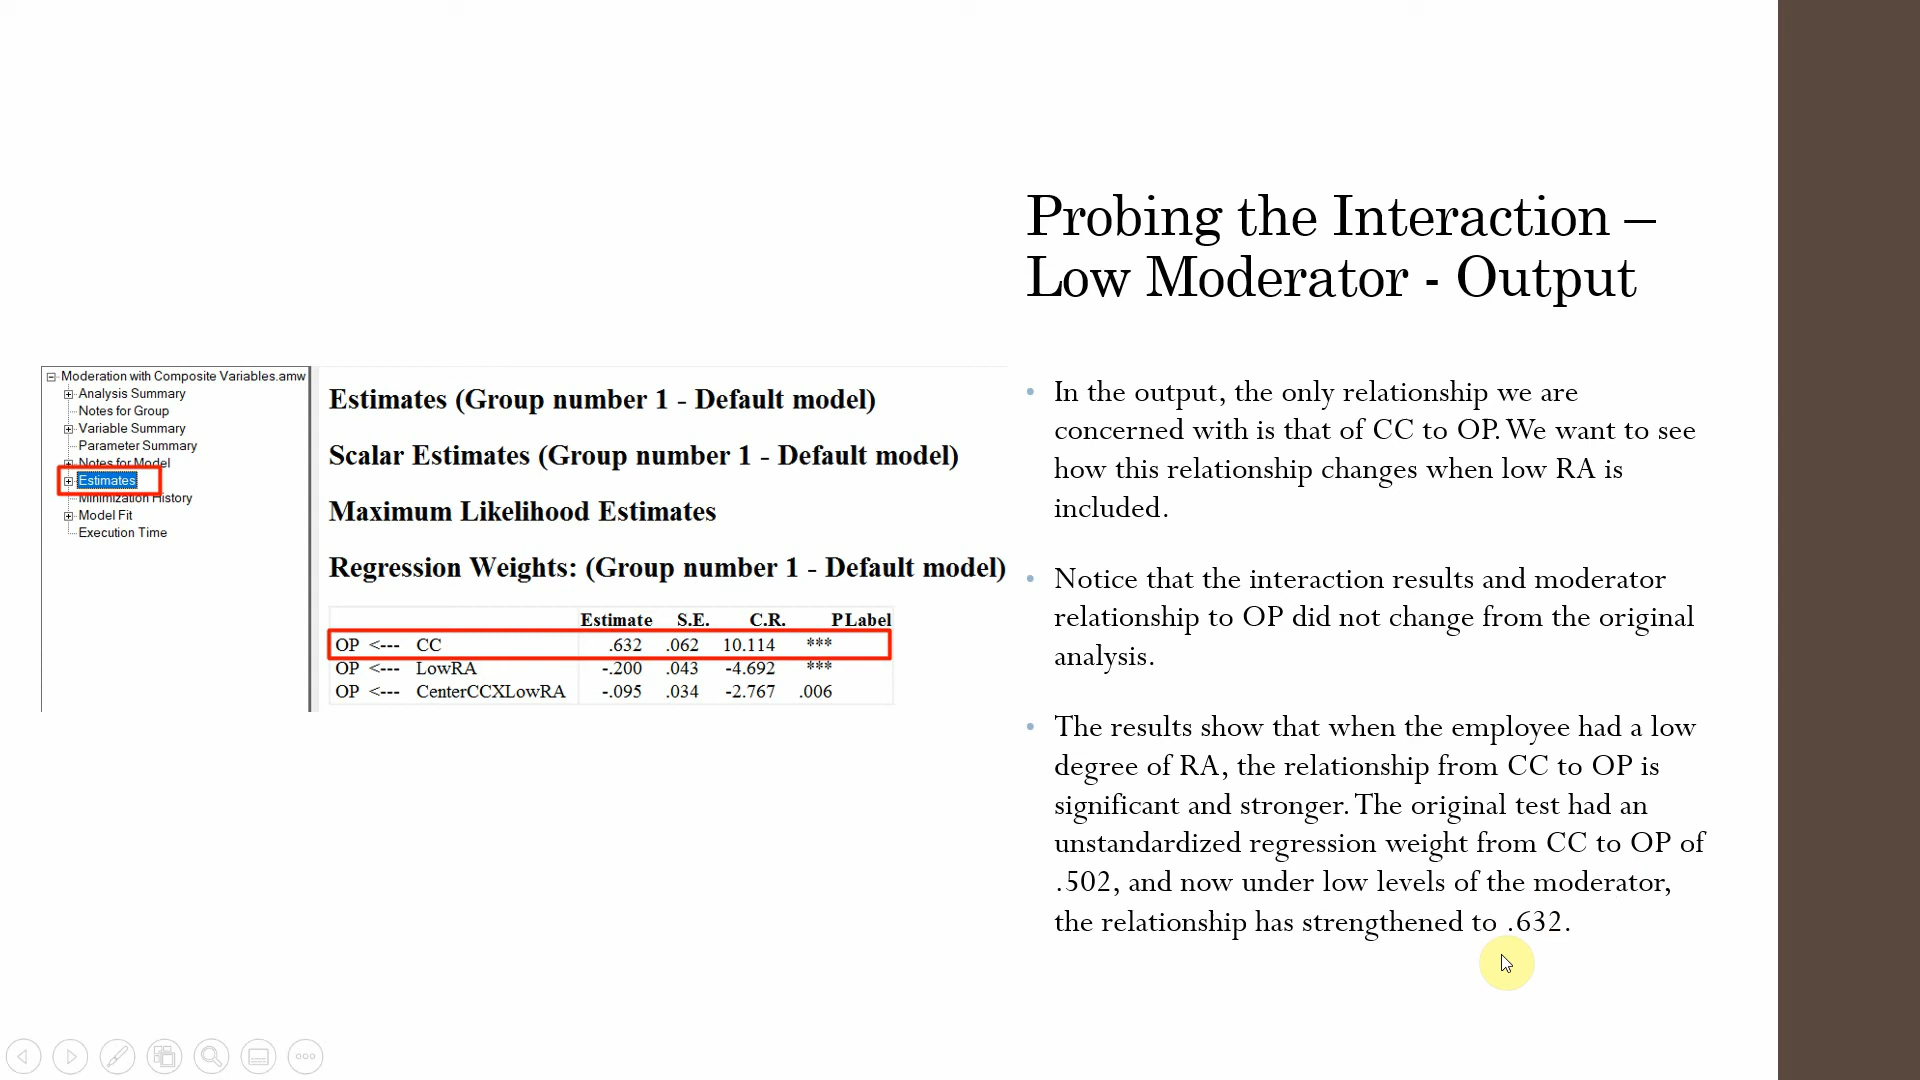 Probing the Interaction –
Low Moderator - Output
Moderation with Composite Variables.amw
Analysis Summary
Notes for Group
Variable Summary
Parameter Summary
Notes for Model
Estimates
Minimization History
Model Fit
Execution Time
Estimates (Group number 1 - Default model)
Scalar Estimates (Group number 1 - Default model)
Maximum Likelihood Estimates
Regression Weights: (Group number 1 - Default model)
Estimate S.E. C.R. P Label
OP <--- CC .632 .062 10.114 ***
OP <--- LowRA -.200 .043 -4.692 ***
OP <--- CenterCCXLowRA -.095 .034 -2.767 .006
• In the output, the only relationship we are
concerned with is that of CC to OP. We want to see
how this relationship changes when low RA is
included.
• Notice that the interaction results and moderator
relationship to OP did not change from the original
analysis.
• The results show that when the employee had a low
degree of RA, the relationship from CC to OP is
significant and stronger. The original test had an
unstandardized regression weight from CC to OP of
.502, and now under low levels of the moderator,
the relationship has strengthened to .632.